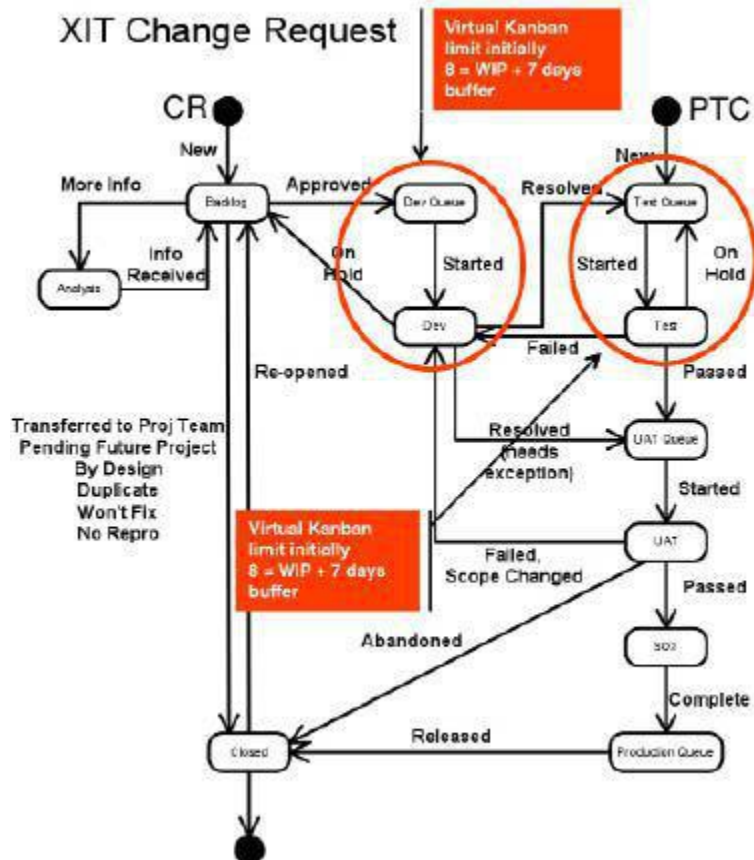 XIT Change Request
Virtual Kanban
limit initially
8 = WIP + 7 days
buffer
CR
PTC
New
New
More Info
Backlog
Approved
Dev Queue
Resolved
Test Queue
Info
Received
On
Hold
Started
Started
On
Hold
Analysis
Dev
Test
Failed
Re-opened
Passed
Transferred to Proj Team
Pending Future Project
By Design
Duplicate
Won't Fix
No Repro
Resolved
(needs
exception)
UAT Queue
Started
Virtual Kanban
limit initially
8 = WIP + 7 days
buffer
UAT
Failed,
Scope Changed
Passed
Abandoned
Complete
Closed
Released
Production Queue